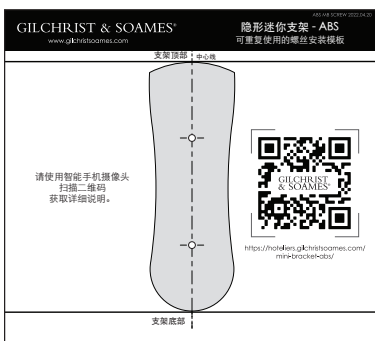 ABS MB SCREW 2022.04.20
GILCHRIST & SOAMES®
www.gilchristsoames.com
隐形迷你支架 - ABS
可重复使用的螺丝安装模板
支架顶部
中心线
请使用智能手机摄像头
扫描二维码
获取详细说明。
GILCHRIST
& SOAMES®
https://hoteliers.gilchristsoames.com/
mini-bracket-abs/
支架底部